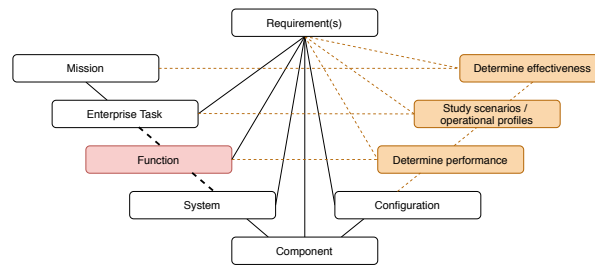 Requirement(s)
Mission
Determine effectiveness
Enterprise Task
Study scenarios /
operational profiles
Function
Determine performance
System
Configuration
Component